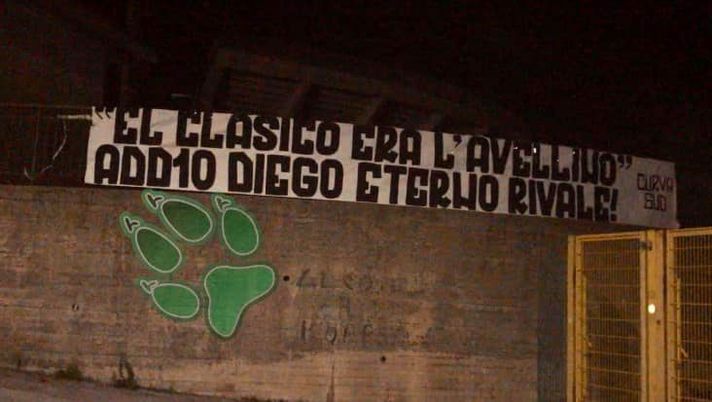 "EL CLASICO ERA L'AVELLINO"
ADD10 DIEGO ETERNO RIVALE!
CURVA
SUD